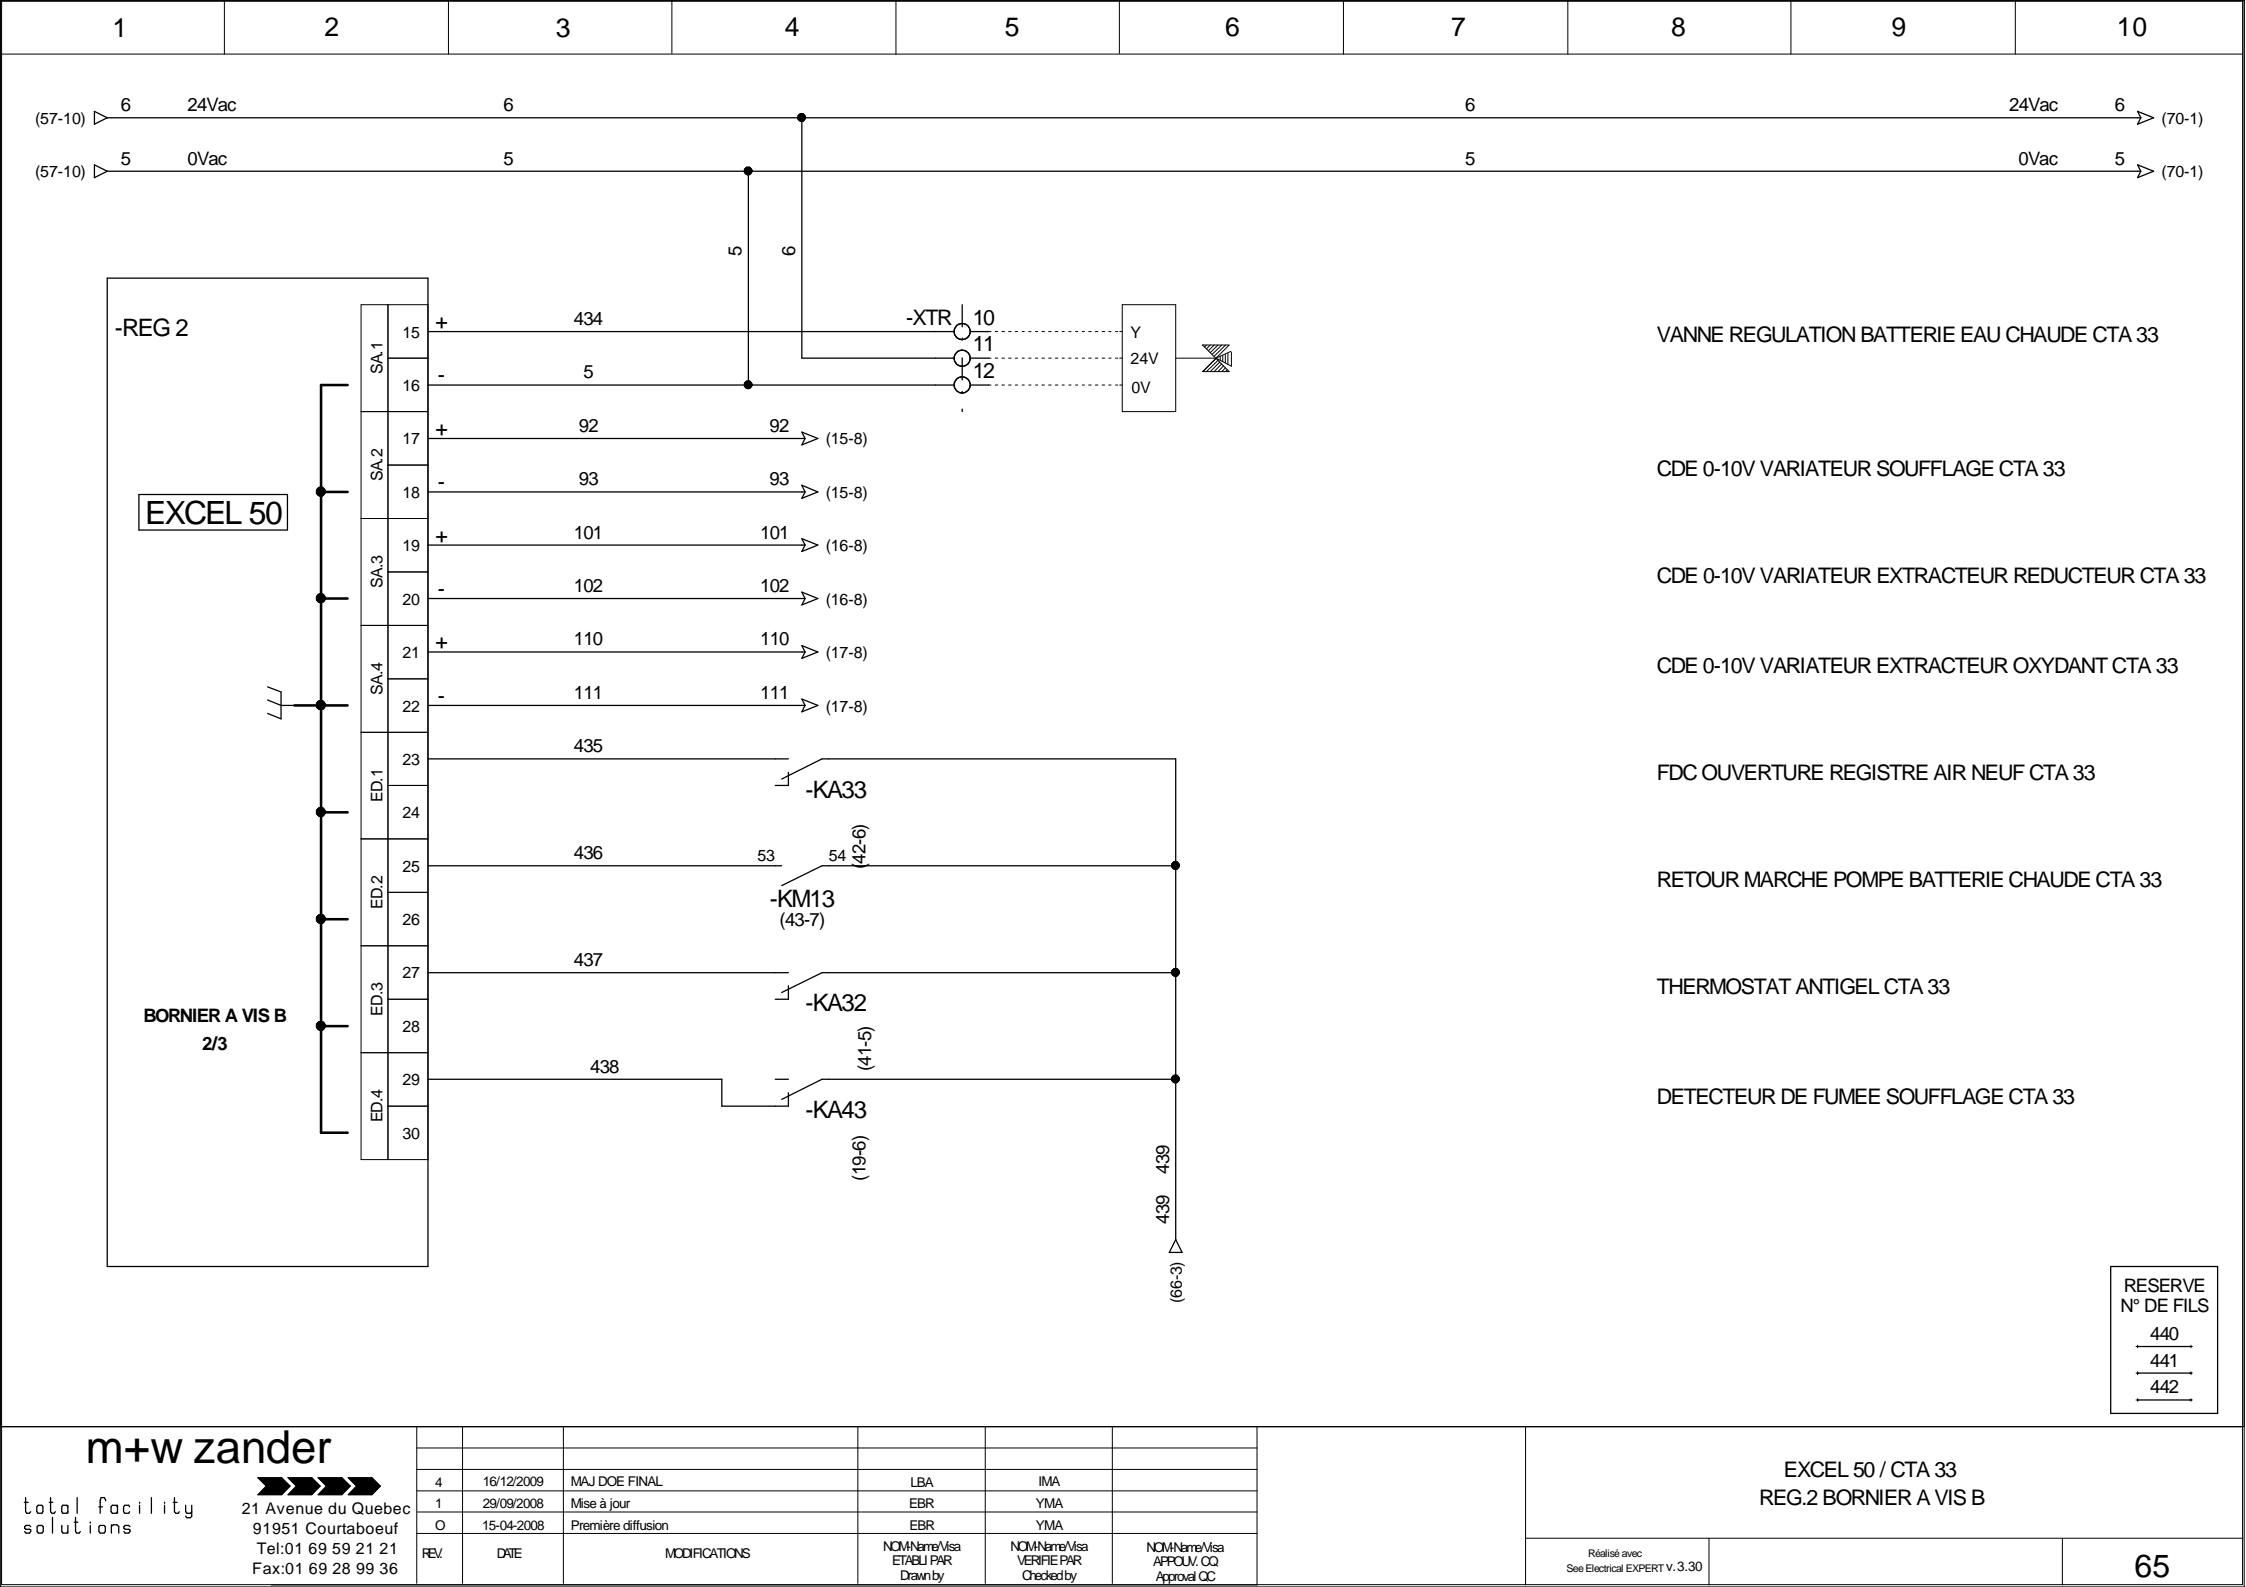 1 2 3 4 5 6 7 8 9 10
(57-10) 6 24Vac 6 6 24Vac 6 (70-1)
(57-10) 5 0Vac 5 5 0Vac 5 (70-1)
5 6
-REG 2
EXCEL 50
BORNIER A VIS B
2/3
SA.1
15 + 434 -XTR 10 Y
11 24V
16 - 5 12 0V
VANNE REGULATION BATTERIE EAU CHAUDE CTA 33
SA.2
17 + 92 92 (15-8)
18 - 93 93 (15-8)
CDE 0-10V VARIATEUR SOUFFLAGE CTA 33
SA.3
19 + 101 101 (16-8)
20 - 102 102 (16-8)
CDE 0-10V VARIATEUR EXTRACTEUR REDUCTEUR CTA 33
SA.4
21 + 110 110 (17-8)
22 - 111 111 (17-8)
CDE 0-10V VARIATEUR EXTRACTEUR OXYDANT CTA 33
ED.1
23 435
-KA33
(42-6)
24
FDC OUVERTURE REGISTRE AIR NEUF CTA 33
ED.2
25 436 53 54
-KM13
(43-7)
26
RETOUR MARCHE POMPE BATTERIE CHAUDE CTA 33
ED.3
27 437
-KA32
(41-5)
28
THERMOSTAT ANTIGEL CTA 33
ED.4
29 438
-KA43
(19-6)
30
DETECTEUR DE FUMEE SOUFFLAGE CTA 33
439
439
(66-3)
RESERVE
N° DE FILS
440
441
442
m+w zander
total facility
solutions
21 Avenue du Quebec
91951 Courtaboeuf
Tel:01 69 59 21 21
Fax:01 69 28 99 36
4 16/12/2009 MAJ DOE FINAL LBA IMA
1 29/09/2008 Mise à jour EBR YMA
O 15-04-2008 Première diffusion EBR YMA
REV. DATE MODIFICATIONS
NOM-Name/Visa
ETABLI PAR
Drawn by
NOM-Name/Visa
VERIFIE PAR
Checked by
NOM-Name/Visa
APPOUV. CQ
Approval QC
EXCEL 50 / CTA 33
REG.2 BORNIER A VIS B
Réalisé avec
See Electrical EXPERT V. 3.30
65